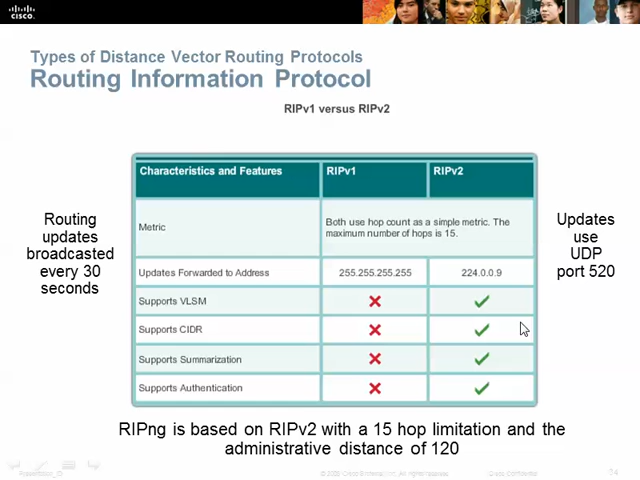 CISCO
Types of Distance Vector Routing Protocols
Routing Information Protocol
RIPv1 versus RIPv2
Characteristics and Features RIPv1 RIPv2
Metric Both use hop count as a simple metric. The
maximum number of hops is 15.
Updates Forwarded to Address 255.255.255.255 224.0.0.9
Supports VLSM
Supports CIDR
Supports Summarization
Supports Authentication
Routing
updates
broadcasted
every 30
seconds
Updates
use
UDP
port 520
RIPng is based on RIPv2 with a 15 hop limitation and the
administrative distance of 120
Presentation_ID
Cisco Confidential